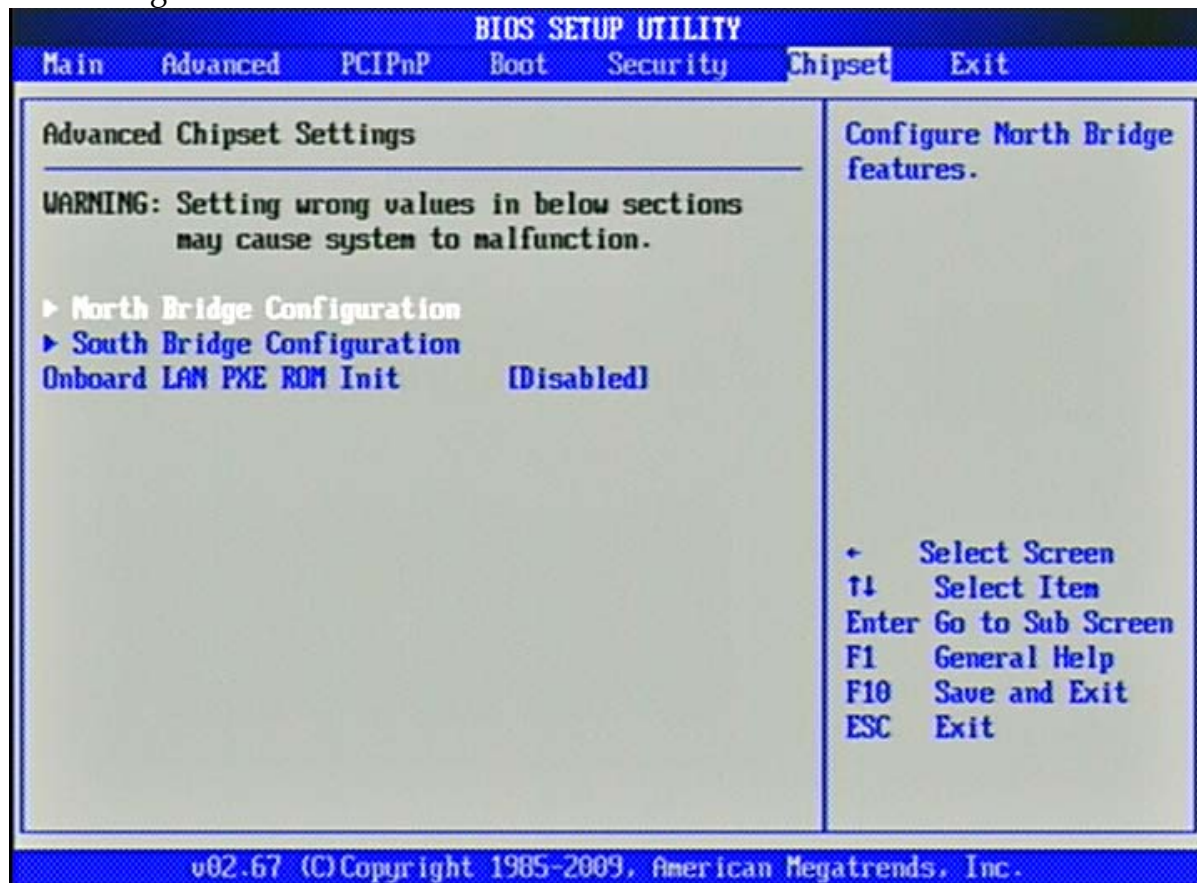 BIOS SETUP UTILITY
Main Advanced PCIPnP Boot Security Chipset Exit
Advanced Chipset Settings
WARNING: Setting wrong values in below sections
may cause system to malfunction.
▶ North Bridge Configuration
▶ South Bridge Configuration
Onboard LAN PXE ROM Init [Disabled]
Configure North Bridge
features.
← Select Screen
↑↓ Select Item
Enter Go to Sub Screen
F1 General Help
F10 Save and Exit
ESC Exit
v02.67 (C)Copyright 1985-2009, American Megatrends, Inc.